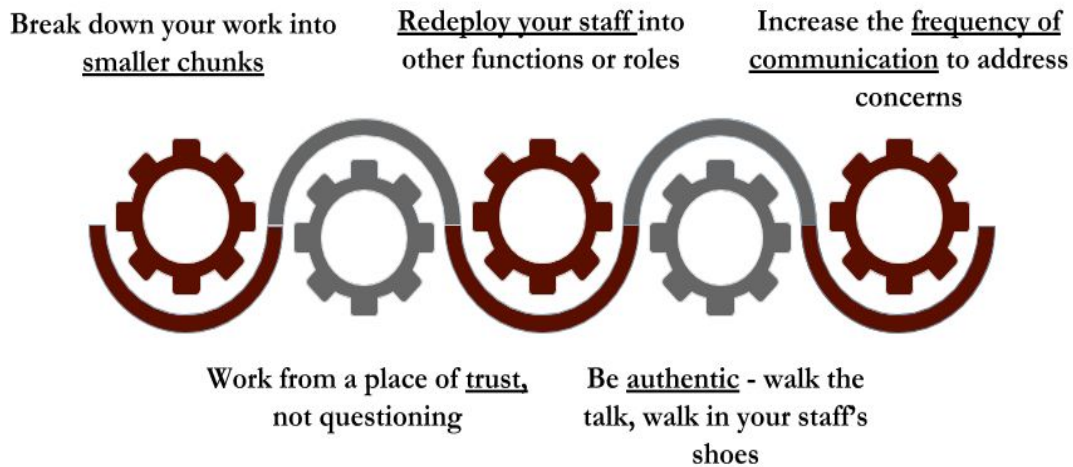 Break down your work into
smaller chunks
Redeploy your staff into
other functions or roles
Increase the frequency of
communication to address
concerns
Work from a place of trust,
not questioning
Be authentic - walk the
talk, walk in your staff's
shoes